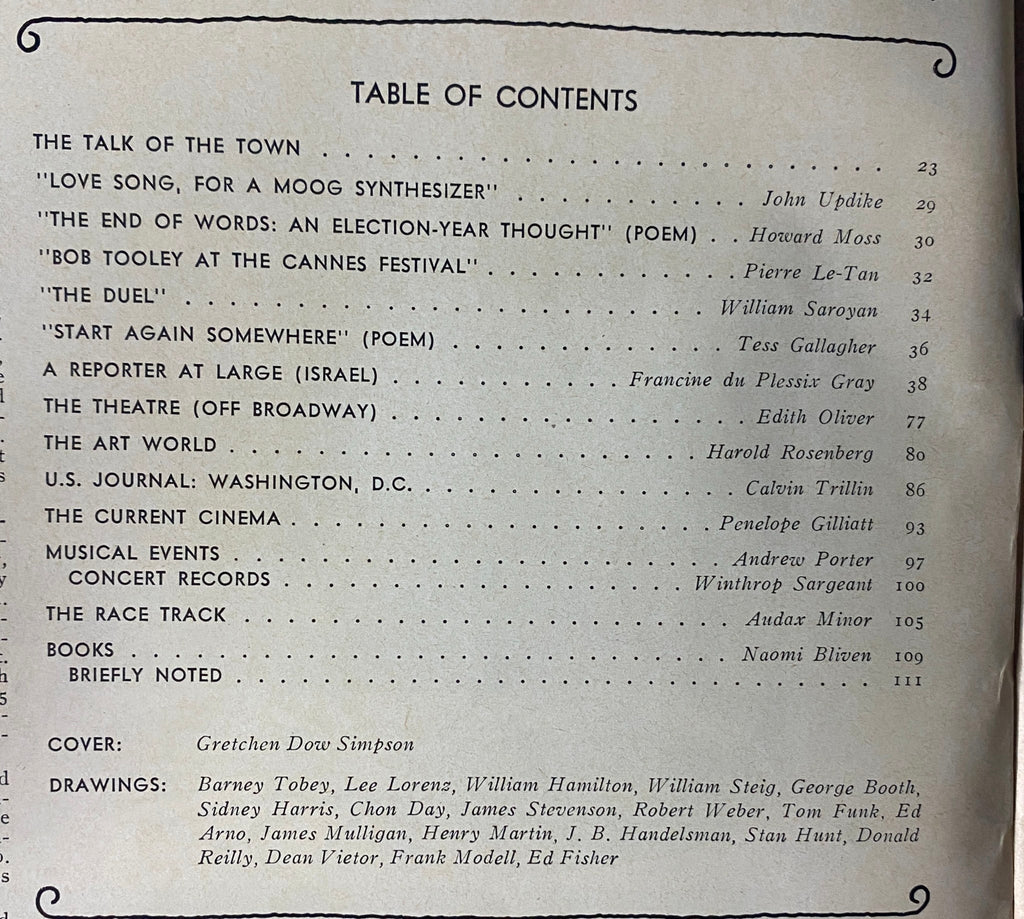 TABLE OF CONTENTS
THE TALK OF THE TOWN . . . . . . . . . . . . . . . . . . . . . . . . 23
"LOVE SONG, FOR A MOOG SYNTHESIZER" . . . . . . . . . . . John Updike 29
"THE END OF WORDS: AN ELECTION-YEAR THOUGHT" (POEM) . . Howard Moss 30
"BOB TOOLEY AT THE CANNES FESTIVAL" . . . . . . . . . . . . Pierre Le-Tan 32
"THE DUEL" . . . . . . . . . . . . . . . . . . . . . . . William Saroyan 34
"START AGAIN SOMEWHERE" (POEM) . . . . . . . . . . . . . Tess Gallagher 36
A REPORTER AT LARGE (ISRAEL) . . . . . . . . . . Francine du Plessix Gray 38
THE THEATRE (OFF BROADWAY) . . . . . . . . . . . . . . . . Edith Oliver 77
THE ART WORLD . . . . . . . . . . . . . . . . . . . . . Harold Rosenberg 80
U.S. JOURNAL: WASHINGTON, D.C. . . . . . . . . . . . . . . Calvin Trillin 86
THE CURRENT CINEMA . . . . . . . . . . . . . . . . . . . Penelope Gilliatt 93
MUSICAL EVENTS . . . . . . . . . . . . . . . . . . . . . Andrew Porter 97
CONCERT RECORDS . . . . . . . . . . . . . . . . . . . Winthrop Sargeant 100
THE RACE TRACK . . . . . . . . . . . . . . . . . . . . . . Audax Minor 105
BOOKS . . . . . . . . . . . . . . . . . . . . . . . . . . Naomi Bliven 109
BRIEFLY NOTED . . . . . . . . . . . . . . . . . . . . . . . . . . . . 111
COVER: Gretchen Dow Simpson
DRAWINGS: Barney Tobey, Lee Lorenz, William Hamilton, William Steig, George Booth,
Sidney Harris, Chon Day, James Stevenson, Robert Weber, Tom Funk, Ed
Arno, James Mulligan, Henry Martin, J. B. Handelsman, Stan Hunt, Donald
Reilly, Dean Vietor, Frank Modell, Ed Fisher